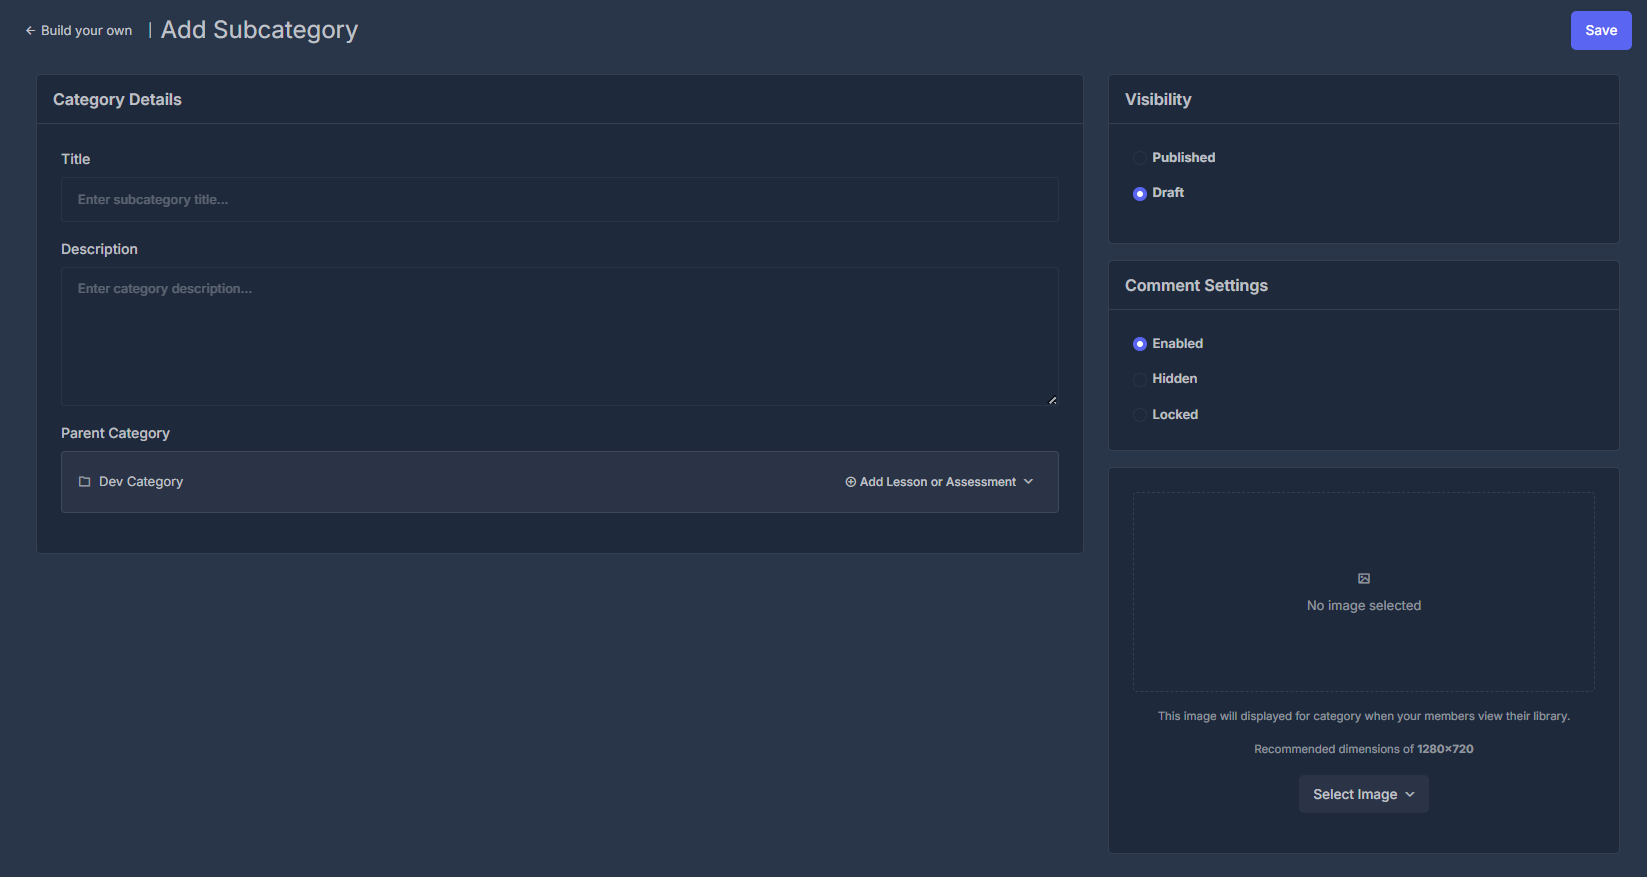 ← Build your own | Add Subcategory
Save
Category Details
Title
Enter subcategory title...
Description
Enter category description...
Parent Category
Dev Category
Add Lesson or Assessment
Visibility
Published
Draft
Comment Settings
Enabled
Hidden
Locked
No image selected
This image will displayed for category when your members view their library.
Recommended dimensions of 1280x720
Select Image